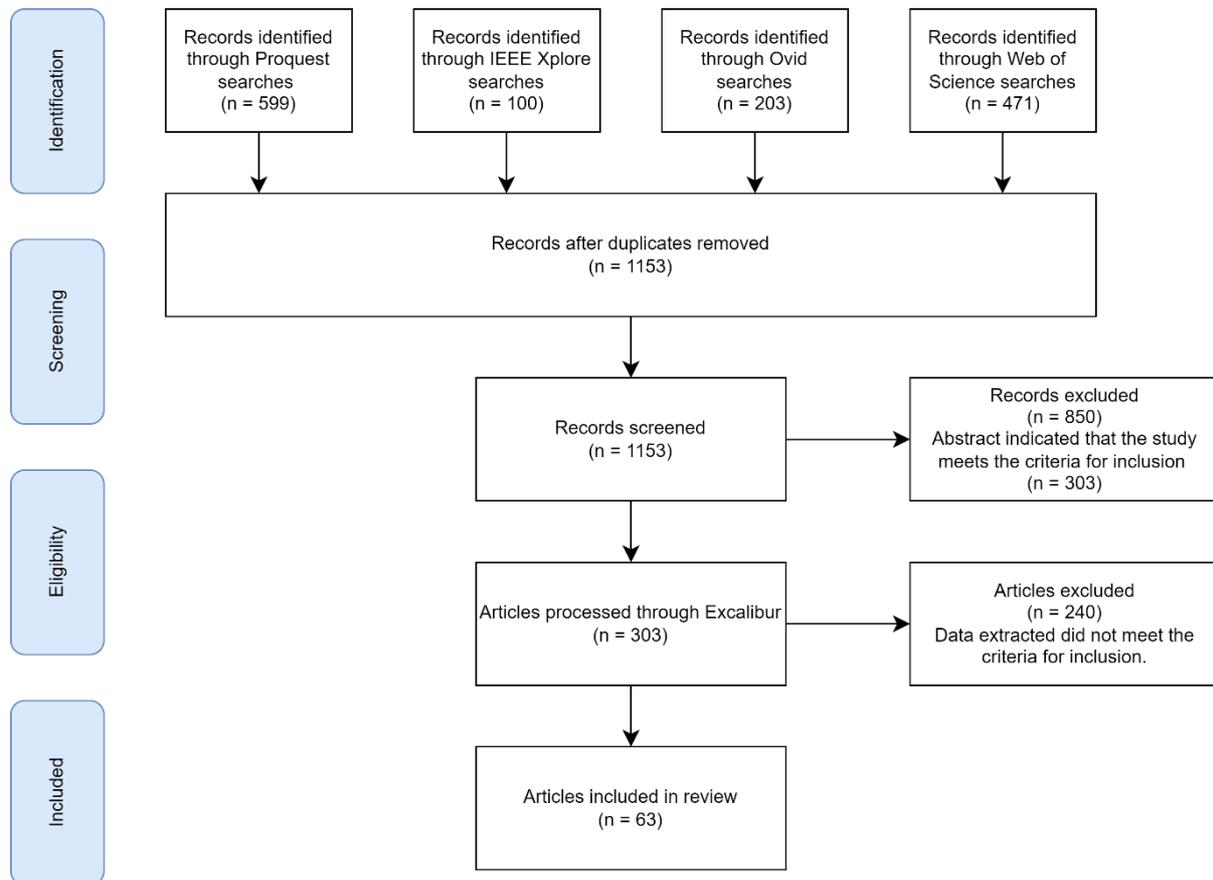 Identification
Records identified
through Proquest
searches
(n = 599)
Records identified
through IEEE Xplore
searches
(n = 100)
Records identified
through Ovid
searches
(n = 203)
Records identified
through Web of
Science searches
(n = 471)
Screening
Records after duplicates removed
(n = 1153)
Records screened
(n = 1153)
Records excluded
(n = 850)
Abstract indicated that the study
meets the criteria for inclusion
(n = 303)
Eligibility
Articles processed through Excalibur
(n = 303)
Articles excluded
(n = 240)
Data extracted did not meet the
criteria for inclusion.
Included
Articles included in review
(n = 63)